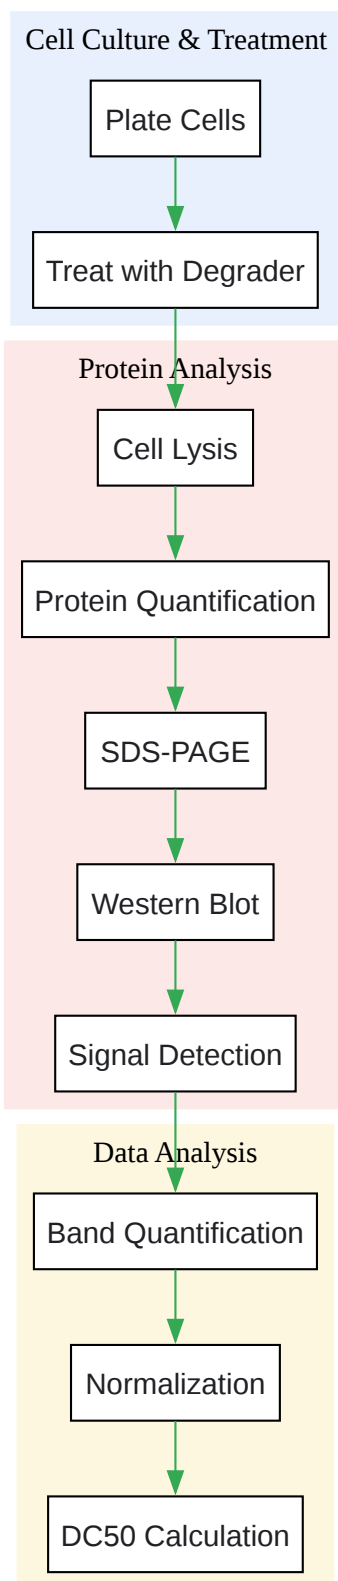 Cell Culture & Treatment
Plate Cells
Treat with Degrader
Protein Analysis
Cell Lysis
Protein Quantification
SDS-PAGE
Western Blot
Signal Detection
Data Analysis
Band Quantification
Normalization
DC50 Calculation